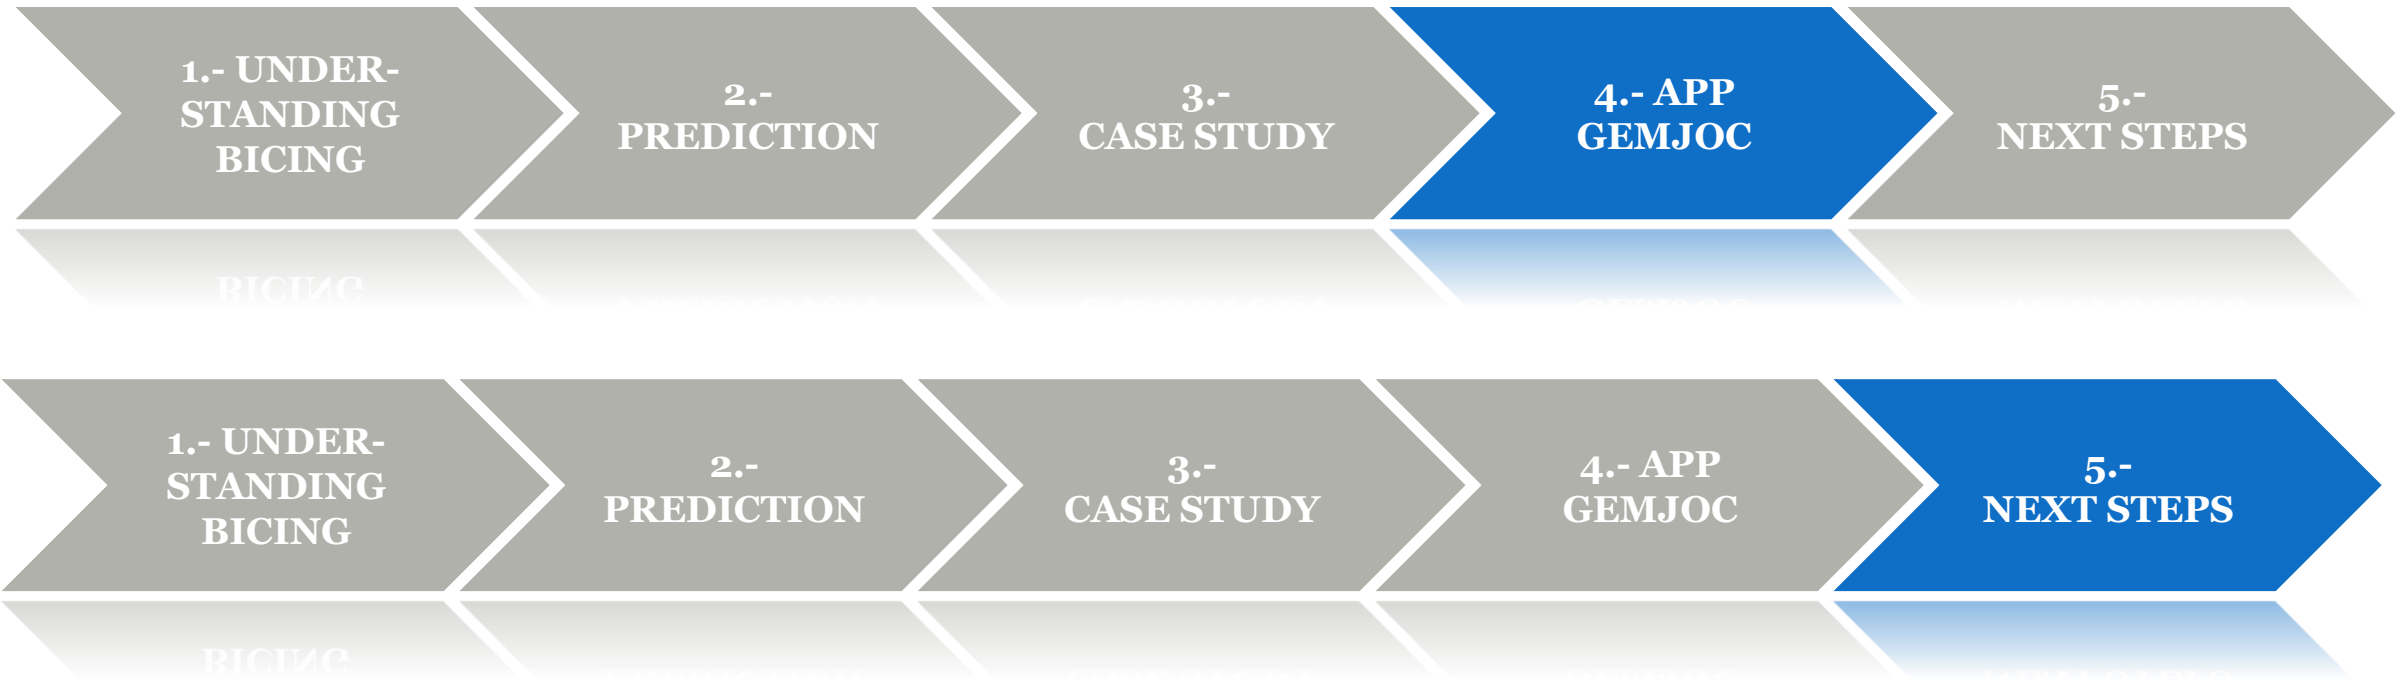 1.- UNDER-
STANDING
BICING
2.-
PREDICTION
3.-
CASE STUDY
4.- APP
GEMJOC
5.-
NEXT STEPS
1.- UNDER-
STANDING
BICING
2.-
PREDICTION
3.-
CASE STUDY
4.- APP
GEMJOC
5.-
NEXT STEPS